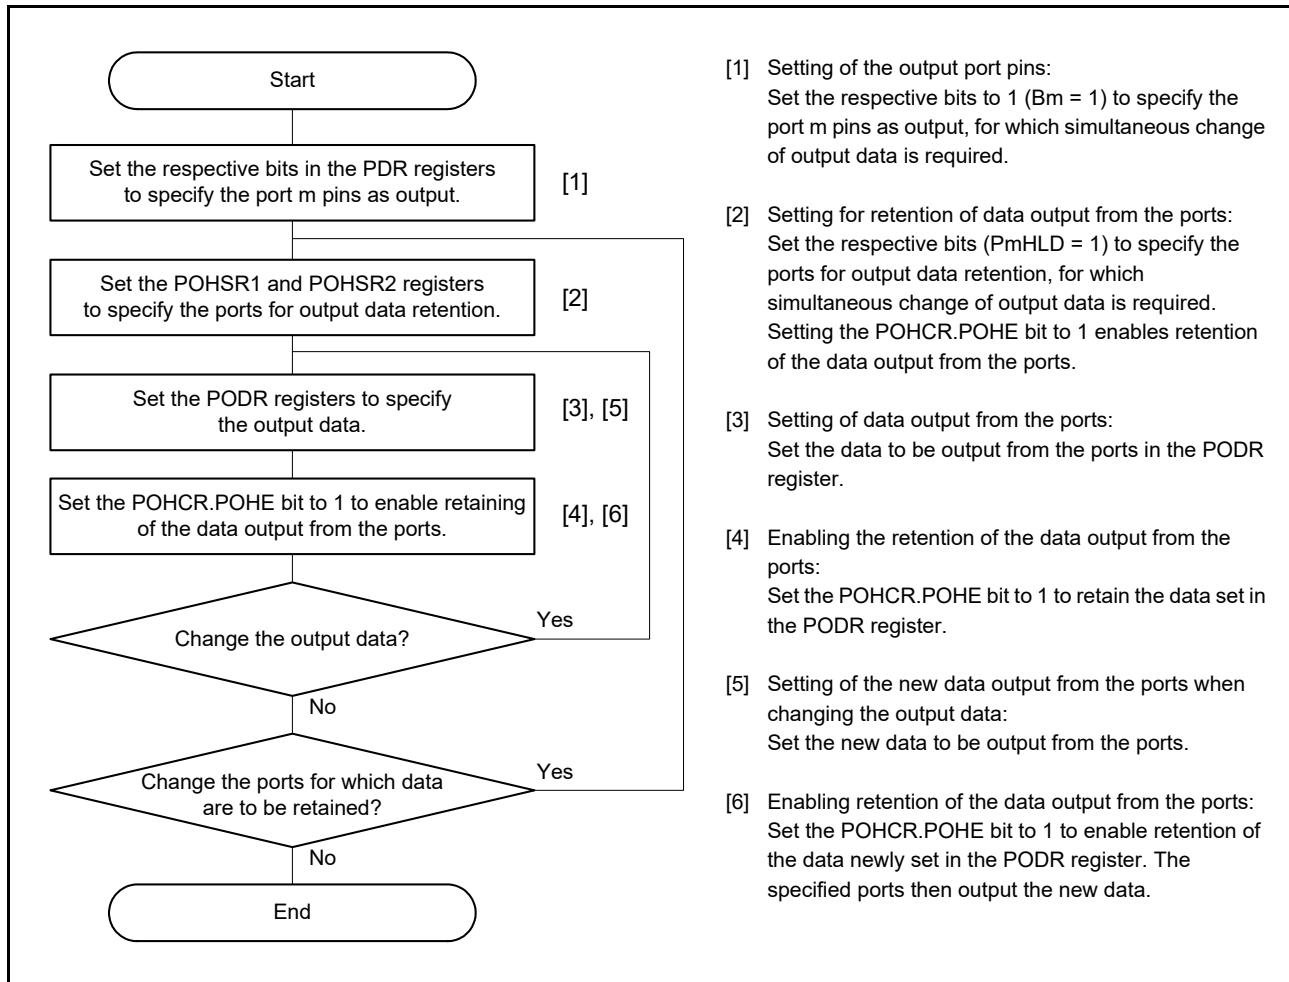 Start
Set the respective bits in the PDR registers
to specify the port m pins as output.
[1]
Set the POHSR1 and POHSR2 registers
to specify the ports for output data retention.
[2]
Set the PODR registers to specify
the output data.
[3], [5]
Set the POHCR.POHE bit to 1 to enable retaining
of the data output from the ports.
[4], [6]
Change the output data?
Yes
No
Change the ports for which data
are to be retained?
Yes
No
End
[1] Setting of the output port pins:
Set the respective bits to 1 (Bm = 1) to specify the
port m pins as output, for which simultaneous change
of output data is required.
[2] Setting for retention of data output from the ports:
Set the respective bits (PmHLD = 1) to specify the
ports for output data retention, for which
simultaneous change of output data is required.
Setting the POHCR.POHE bit to 1 enables retention
of the data output from the ports.
[3] Setting of data output from the ports:
Set the data to be output from the ports in the PODR
register.
[4] Enabling the retention of the data output from the
ports:
Set the POHCR.POHE bit to 1 to retain the data set in
the PODR register.
[5] Setting of the new data output from the ports when
changing the output data:
Set the new data to be output from the ports.
[6] Enabling retention of the data output from the ports:
Set the POHCR.POHE bit to 1 to enable retention of
the data newly set in the PODR register. The
specified ports then output the new data.